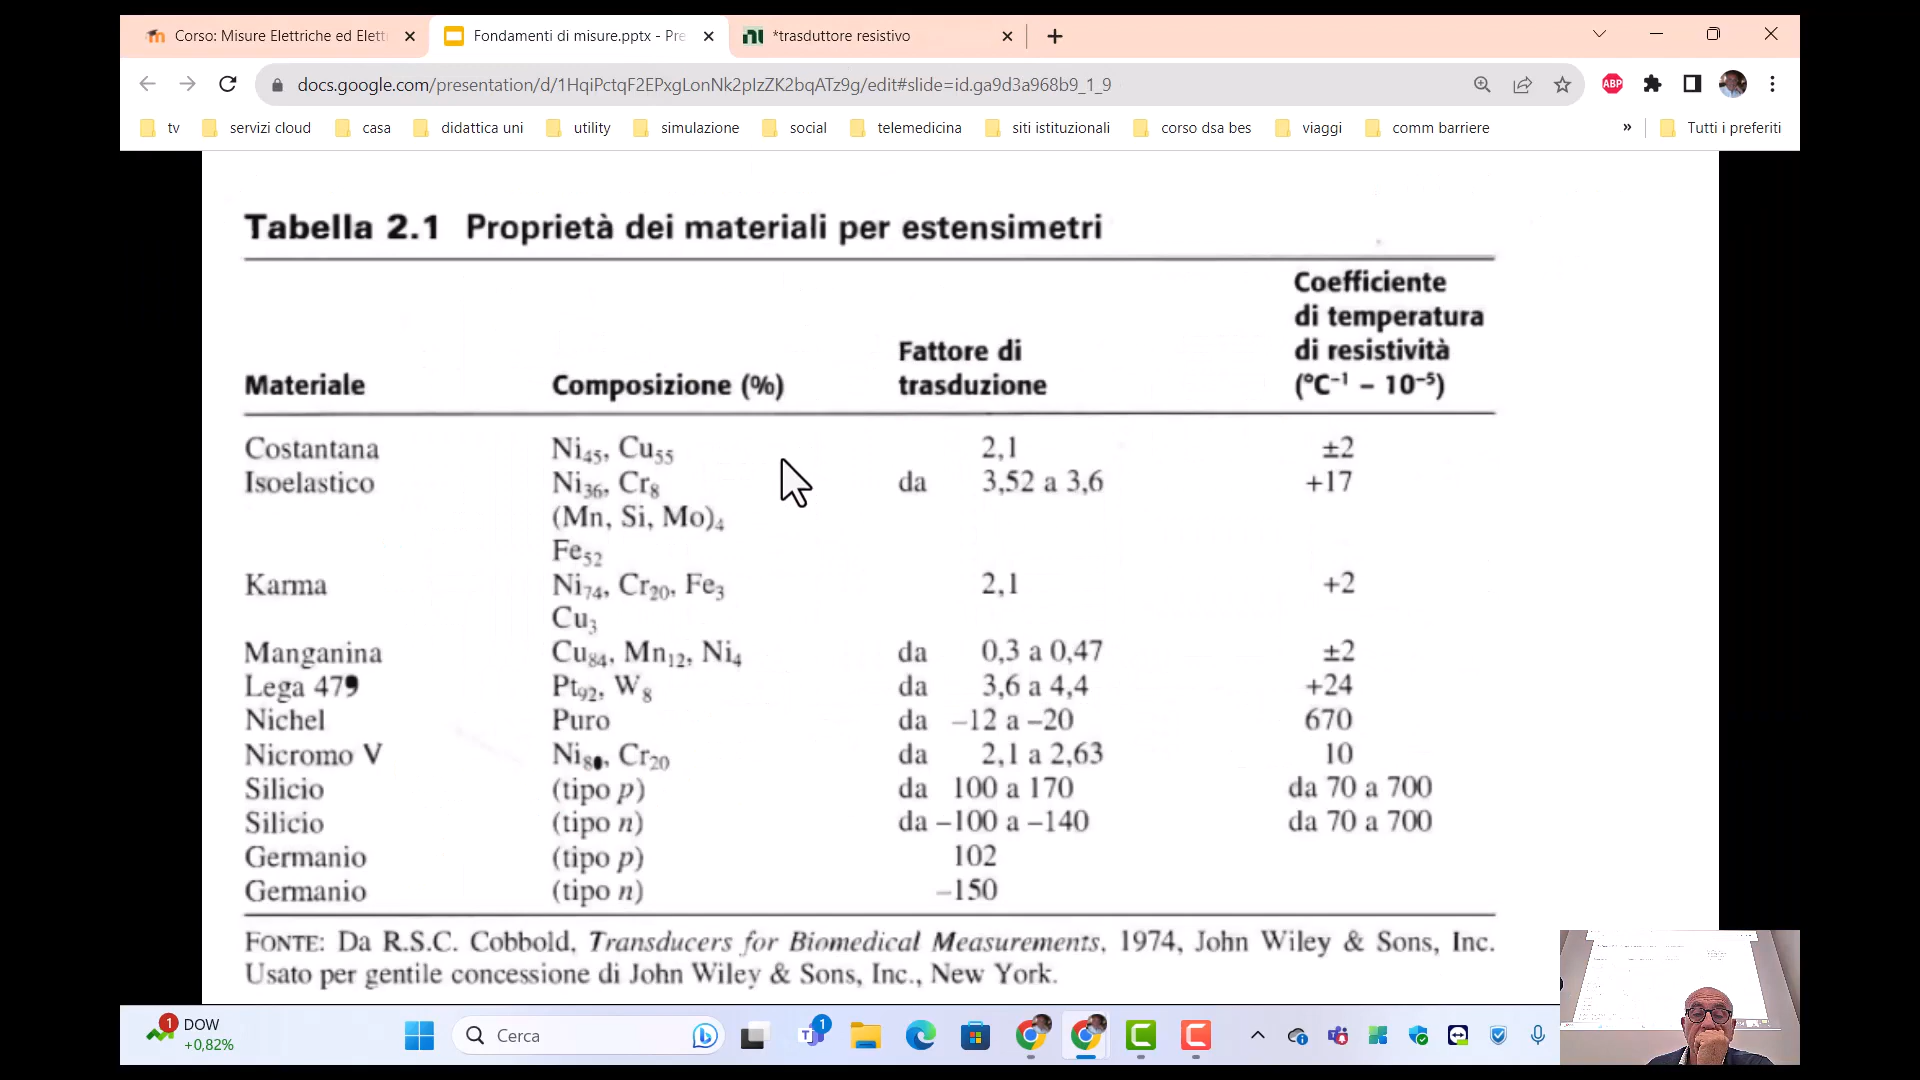 Corso: Misure Elettriche ed Elett
Fondamenti di misure.pptx - Pre
*trasduttore resistivo
docs.google.com/presentation/d/1HqiPctqF2EPxgLonNk2pIzZK2bqATz9g/edit#slide=id.ga9d3a968b9_1_9
ABP
tv servizi cloud casa didattica uni utility simulazione social telemedicina siti istituzionali corso dsa bes viaggi comm barriere » Tutti i preferiti
Tabella 2.1 Proprietà dei materiali per estensimetri
Materiale Composizione (%) Fattore di trasduzione Coefficiente di temperatura di resistività (°C⁻¹ – 10⁻⁵)
Costantana Ni₄₅, Cu₅₅ 2,1 ±2
Isoelastico Ni₃₆, Cr₈ da 3,52 a 3,6 +17
(Mn, Si, Mo)₄
Fe₅₂
Karma Ni₇₄, Cr₂₀, Fe₃ 2,1 +2
Cu₃
Manganina Cu₈₄, Mn₁₂, Ni₄ da 0,3 a 0,47 ±2
Lega 479 Pt₉₂, W₈ da 3,6 a 4,4 +24
Nichel Puro da –12 a –20 670
Nicromo V Ni₈₀, Cr₂₀ da 2,1 a 2,63 10
Silicio (tipo p) da 100 a 170 da 70 a 700
Silicio (tipo n) da –100 a –140 da 70 a 700
Germanio (tipo p) 102
Germanio (tipo n) –150
FONTE: Da R.S.C. Cobbold, Transducers for Biomedical Measurements, 1974, John Wiley & Sons, Inc.
Usato per gentile concessione di John Wiley & Sons, Inc., New York.
1 DOW
+0,82%
Cerca
1